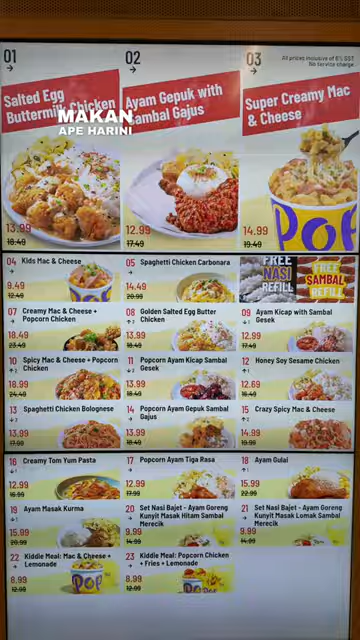 01
02
03
All prices inclusive of 6% SST
No service charge
Salted Egg
Buttermilk Chicken
Ayam Gepuk with
Sambal Gajus
Super Creamy Mac
& Cheese
MAKAN
APE HARINI
13.99
18.49
12.99
17.49
14.99
19.49
POP
04 Kids Mac & Cheese
9.49
12.49
05 Spaghetti Chicken Carbonara
14.49
20.99
FREE
NASI
REFILL
FREE
SAMBAL
REFILL
07 Creamy Mac & Cheese +
Popcorn Chicken
18.99
23.49
08 Golden Salted Egg Butter
Chicken
13.99
18.49
09 Ayam Kicap with Sambal
Gesek
12.99
17.49
10 Spicy Mac & Cheese + Popcorn
Chicken
18.99
24.49
11 Popcorn Ayam Kicap Sambal
Gesek
13.99
18.49
12 Honey Soy Sesame Chicken
12.69
18.49
13 Spaghetti Chicken Bolognese
13.99
17.99
14 Popcorn Ayam Gepuk Sambal
Gajus
13.99
18.49
15 Crazy Spicy Mac & Cheese
14.99
19.99
16 Creamy Tom Yum Pasta
12.99
16.99
17 Popcorn Ayam Tiga Rasa
12.99
17.99
18 Ayam Gulai
15.99
22.99
19 Ayam Masak Kurma
15.99
20.99
20 Set Nasi Bajet - Ayam Goreng
Kunyit Masak Hitam Sambal
Merecik
9.99
14.99
21 Set Nasi Bajet - Ayam Goreng
Kunyit Masak Lomak Sambal
Merecik
9.99
14.09
22 Kiddie Meal: Mac & Cheese +
Lemonade
8.99
12.99
POP
23 Kiddie Meal: Popcorn Chicken
+ Fries + Lemonade
8.99
12.99